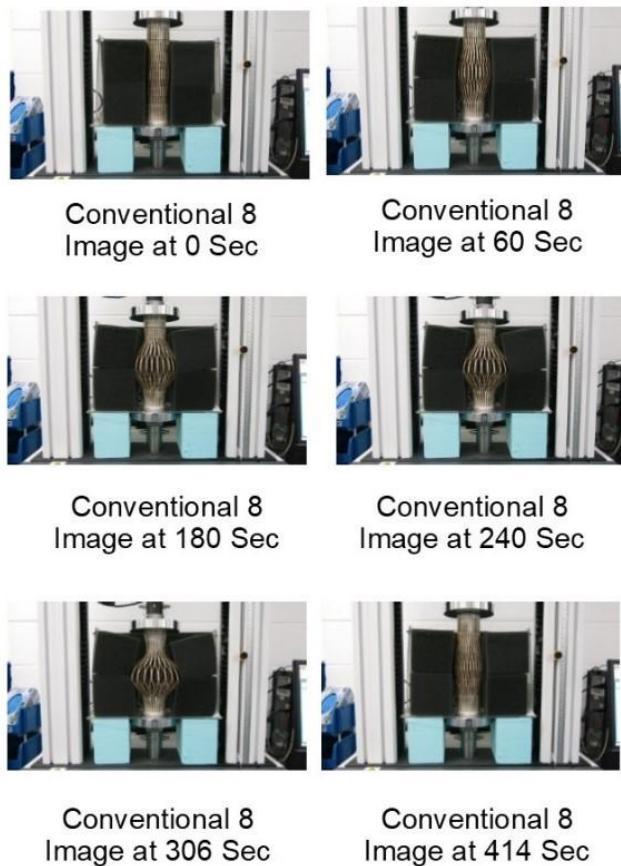 Conventional 8
Image at 0 Sec
Conventional 8
Image at 60 Sec
Conventional 8
Image at 180 Sec
Conventional 8
Image at 240 Sec
Conventional 8
Image at 306 Sec
Conventional 8
Image at 414 Sec